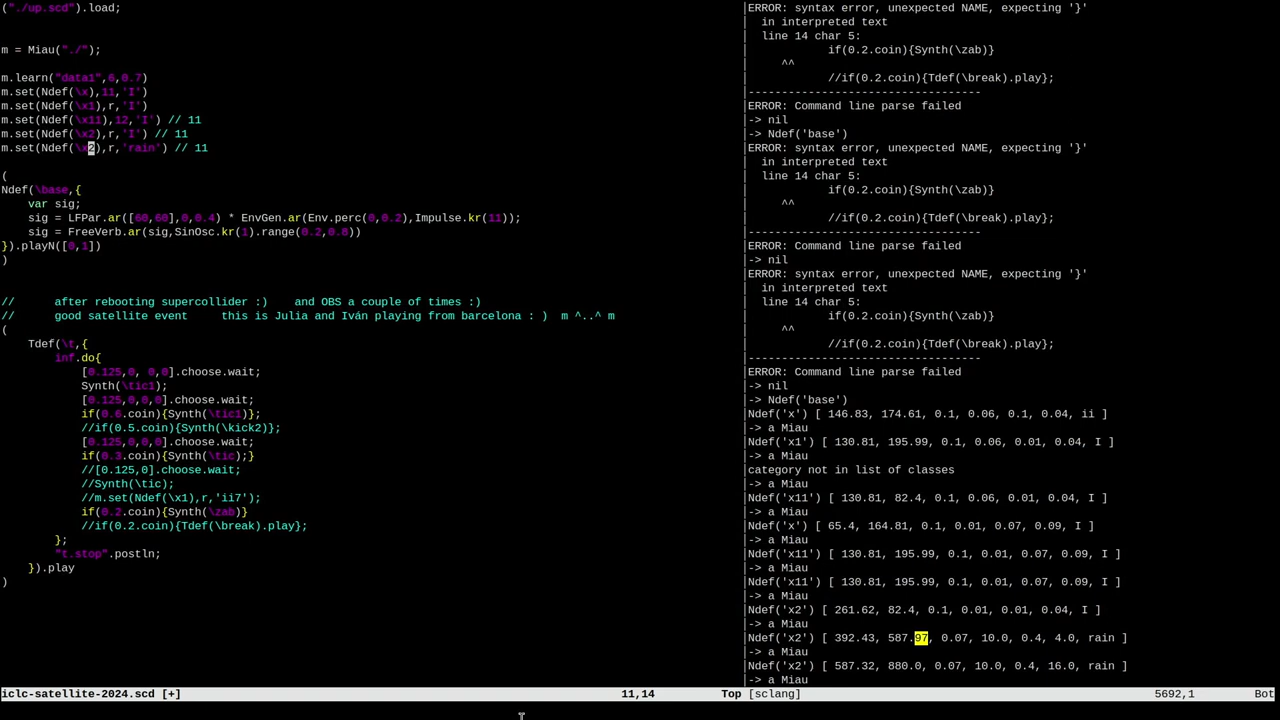 ("./up.scd").load;
m = Miau("./");
m.learn("data1",6,0.7)
m.set(Ndef(\x),11,'I')
m.set(Ndef(\x1),r,'I')
m.set(Ndef(\x11),12,'I') // 11
m.set(Ndef(\x2),r,'I') // 11
m.set(Ndef(\x2),r,'rain') // 11
(
Ndef(\base,{
    var sig;
    sig = LFPar.ar([60,60],0,0.4) * EnvGen.ar(Env.perc(0,0.2),Impulse.kr(11));
    sig = FreeVerb.ar(sig,SinOsc.kr(1).range(0.2,0.8))
}).playN([0,1])
)
//      after rebooting supercollider :)    and OBS a couple of times :)
//      good satellite event     this is Julia and Iván playing from barcelona : )  m ^..^ m
(
    Tdef(\t,{
        inf.do{
            [0.125,0, 0,0].choose.wait;
            Synth(\tic1);
            [0.125,0,0,0].choose.wait;
            if(0.6.coin){Synth(\tic1)};
            //if(0.5.coin){Synth(\kick2)};
            [0.125,0,0,0].choose.wait;
            if(0.3.coin){Synth(\tic);}
            //[0.125,0].choose.wait;
            //Synth(\tic);
            //m.set(Ndef(\x1),r,'ii7');
            if(0.2.coin){Synth(\zab)}
            //if(0.2.coin){Tdef(\break).play};
        };
        "t.stop".postln;
    }).play
)
iclc-satellite-2024.scd [+] 11,14 Top
|ERROR: syntax error, unexpected NAME, expecting '}'
|  in interpreted text
|  line 14 char 5:
|            if(0.2.coin){Synth(\zab)}
|     ^^
|            //if(0.2.coin){Tdef(\break).play};
|-----------------------------------
|ERROR: Command line parse failed
|-> nil
|-> Ndef('base')
|ERROR: syntax error, unexpected NAME, expecting '}'
|  in interpreted text
|  line 14 char 5:
|            if(0.2.coin){Synth(\zab)}
|     ^^
|            //if(0.2.coin){Tdef(\break).play};
|-----------------------------------
|ERROR: Command line parse failed
|-> nil
|ERROR: syntax error, unexpected NAME, expecting '}'
|  in interpreted text
|  line 14 char 5:
|            if(0.2.coin){Synth(\zab)}
|     ^^
|            //if(0.2.coin){Tdef(\break).play};
|-----------------------------------
|ERROR: Command line parse failed
|-> nil
|-> Ndef('base')
|Ndef('x') [ 146.83, 174.61, 0.1, 0.06, 0.1, 0.04, ii ]
|-> a Miau
|Ndef('x1') [ 130.81, 195.99, 0.1, 0.06, 0.01, 0.04, I ]
|-> a Miau
|category not in list of classes
|-> a Miau
|Ndef('x11') [ 130.81, 82.4, 0.1, 0.06, 0.01, 0.04, I ]
|-> a Miau
|Ndef('x') [ 65.4, 164.81, 0.1, 0.01, 0.07, 0.09, I ]
|-> a Miau
|Ndef('x11') [ 130.81, 195.99, 0.1, 0.01, 0.07, 0.09, I ]
|-> a Miau
|Ndef('x11') [ 130.81, 195.99, 0.1, 0.01, 0.07, 0.09, I ]
|-> a Miau
|Ndef('x2') [ 261.62, 82.4, 0.1, 0.01, 0.01, 0.04, I ]
|-> a Miau
|Ndef('x2') [ 392.43, 587.97, 0.07, 10.0, 0.4, 4.0, rain ]
|-> a Miau
|Ndef('x2') [ 587.32, 880.0, 0.07, 10.0, 0.4, 16.0, rain ]
|-> a Miau
[sclang] 5692,1 Bot